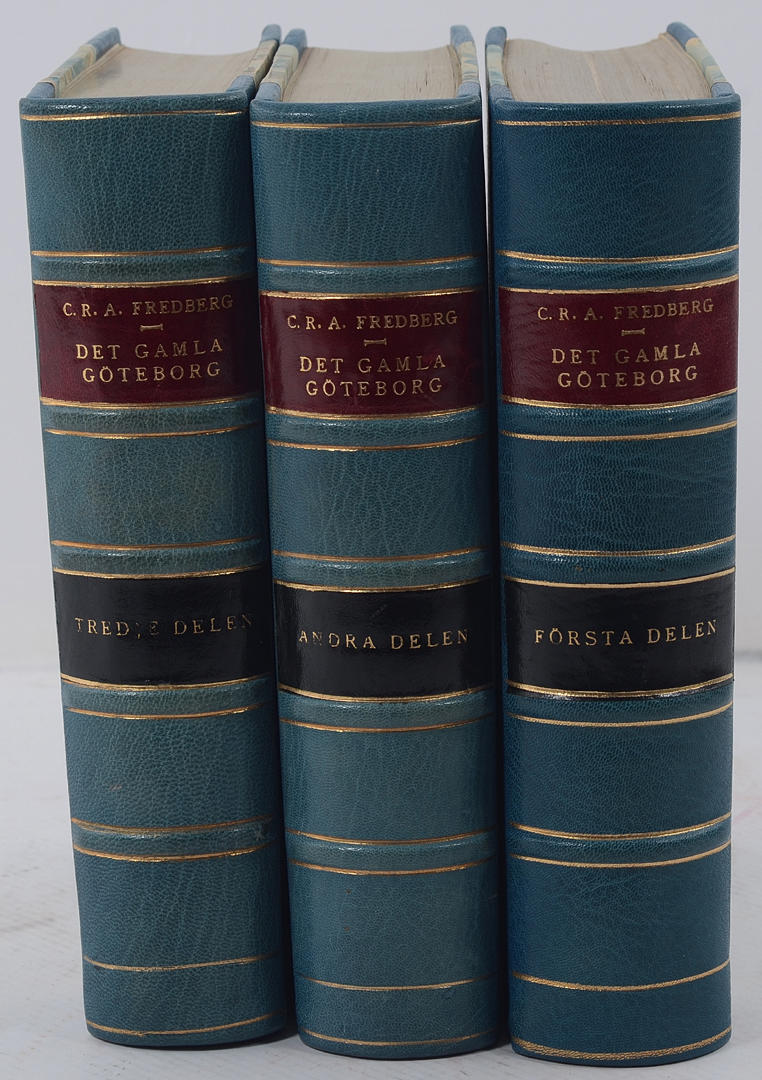 C. R. A. FREDBERG
DET GAMLA
GÖTEBORG
TREDJE DELEN
C. R. A. FREDBERG
DET GAMLA
GÖTEBORG
ANDRA DELEN
C. R. A. FREDBERG
DET GAMLA
GÖTEBORG
FÖRSTA DELEN